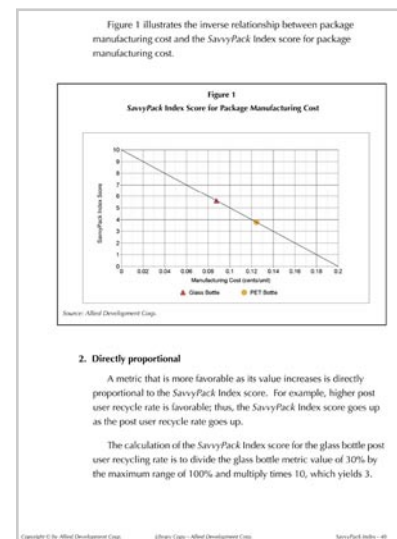 Figure 1 illustrates the inverse relationship between package
manufacturing cost and the SavvyPack Index score for package
manufacturing cost.
Figure 1
SavvyPack Index Score for Package Manufacturing Cost
SavvyPack Index Score
10
9
8
7
6
5
4
3
2
1
0
0 0.02 0.04 0.06 0.08 0.1 0.12 0.14 0.16 0.18 0.2
Manufacturing Cost (cents/unit)
Glass Bottle PET Bottle
Source: Allied Development Corp.
2. Directly proportional
A metric that is more favorable as its value increases is directly
proportional to the SavvyPack Index score. For example, higher post
user recycle rate is favorable; thus, the SavvyPack Index score goes up
as the post user recycle rate goes up.
The calculation of the SavvyPack Index score for the glass bottle post
user recycling rate is to divide the glass bottle metric value of 30% by
the maximum range of 100% and multiply times 10, which yields 3.
Copyright © by Allied Development Corp. Library Copy – Allied Development Corp. SavvyPack Index – 40